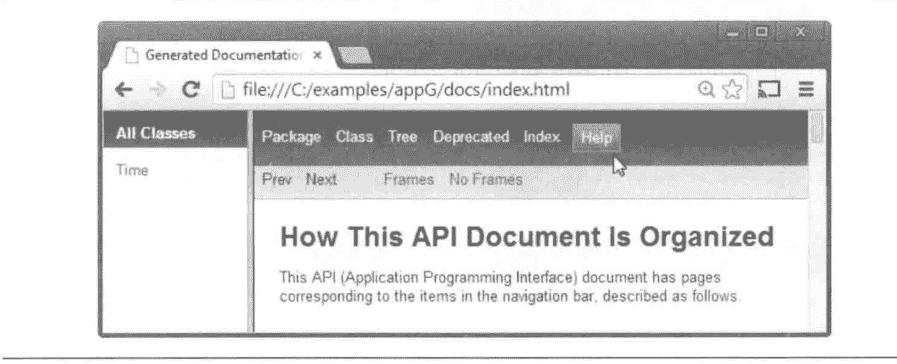 Generated Documentation
file:///C:/examples/appG/docs/index.html
All Classes
Time
Package Class Tree Deprecated Index Help
Prev Next Frames No Frames
How This API Document Is Organized
This API (Application Programming Interface) document has pages
corresponding to the items in the navigation bar, described as follows.